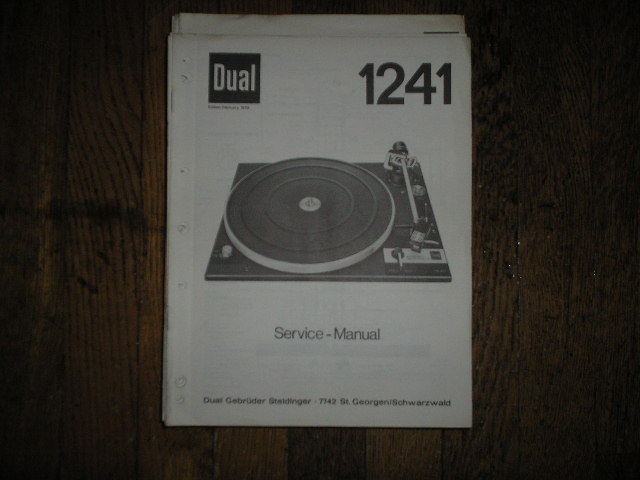 Dual
1241
Service - Manual
Dual Gebrüder Steidinger · 7742 St. Georgen/Schwarzwald